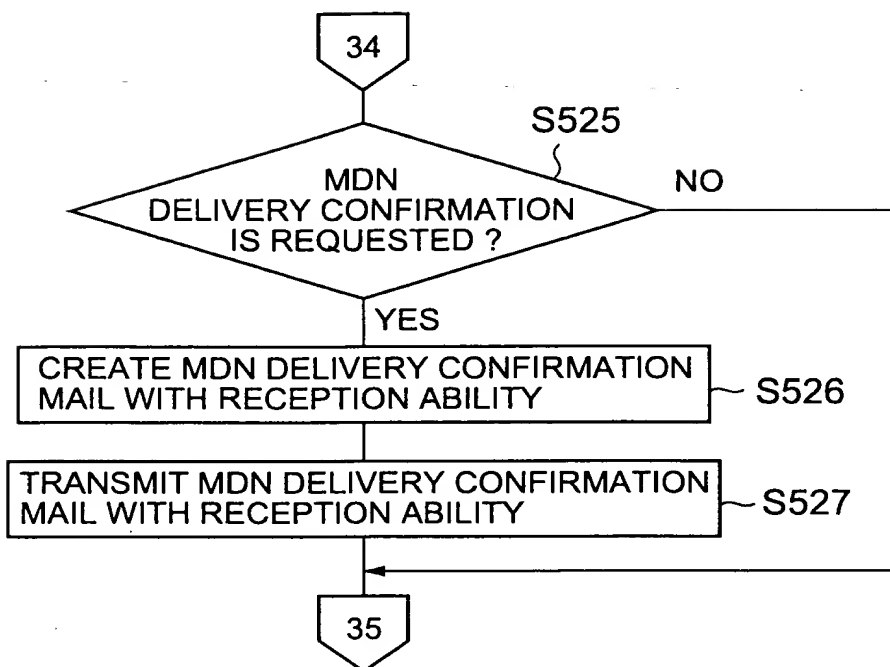 34
S525
MDN
DELIVERY CONFIRMATION
IS REQUESTED ?
NO
YES
CREATE MDN DELIVERY CONFIRMATION
MAIL WITH RECEPTION ABILITY
S526
TRANSMIT MDN DELIVERY CONFIRMATION
MAIL WITH RECEPTION ABILITY
S527
35